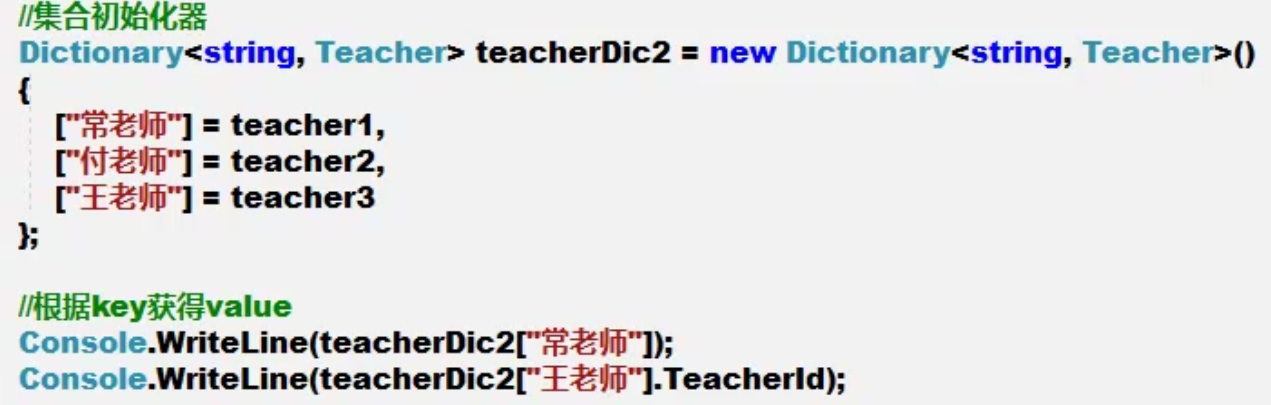 //集合初始化器
Dictionary<string, Teacher> teacherDic2 = new Dictionary<string, Teacher>()
{
["常老师"] = teacher1,
["付老师"] = teacher2,
["王老师"] = teacher3
};
//根据key获得value
Console.WriteLine(teacherDic2["常老师"]);
Console.WriteLine(teacherDic2["王老师"].TeacherId);